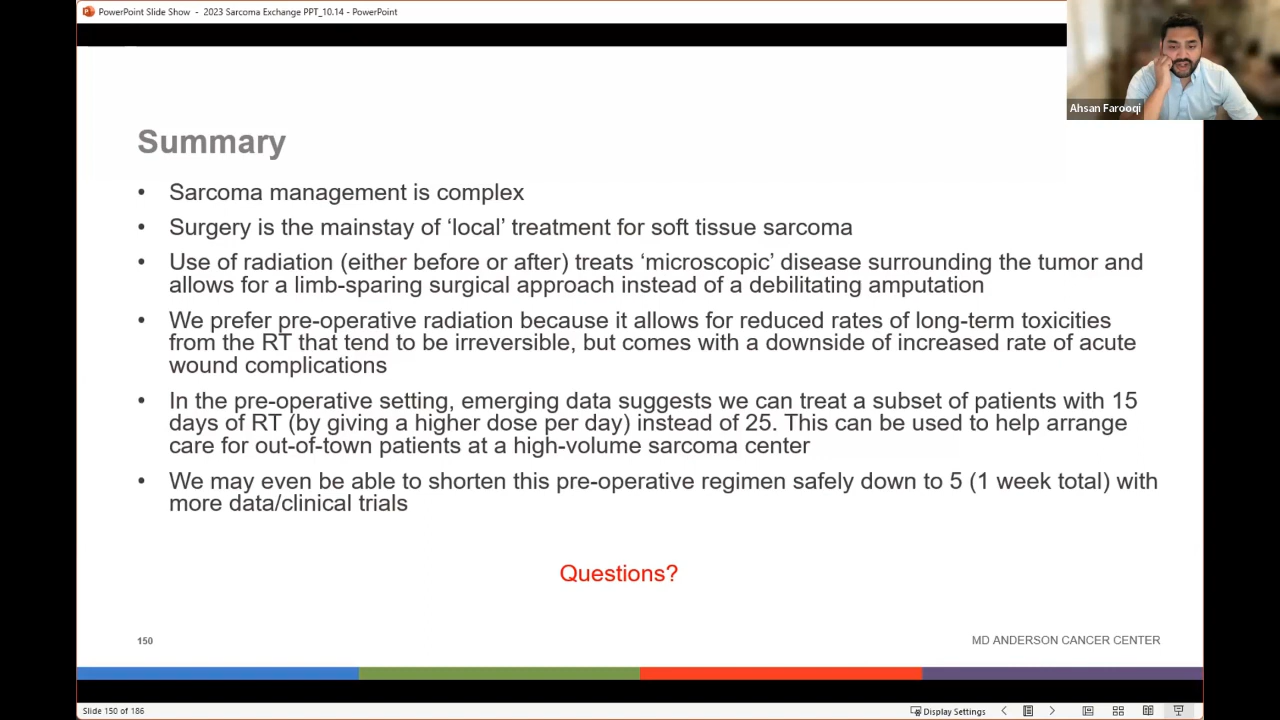 PowerPoint Slide Show - 2023 Sarcoma Exchange PPT_10.14 - PowerPoint
Ahsan Farooqi
Summary
• Sarcoma management is complex
• Surgery is the mainstay of ‘local’ treatment for soft tissue sarcoma
• Use of radiation (either before or after) treats ‘microscopic’ disease surrounding the tumor and
allows for a limb-sparing surgical approach instead of a debilitating amputation
• We prefer pre-operative radiation because it allows for reduced rates of long-term toxicities
from the RT that tend to be irreversible, but comes with a downside of increased rate of acute
wound complications
• In the pre-operative setting, emerging data suggests we can treat a subset of patients with 15
days of RT (by giving a higher dose per day) instead of 25. This can be used to help arrange
care for out-of-town patients at a high-volume sarcoma center
• We may even be able to shorten this pre-operative regimen safely down to 5 (1 week total) with
more data/clinical trials
Questions?
150
MD ANDERSON CANCER CENTER
Slide 150 of 186
Display Settings